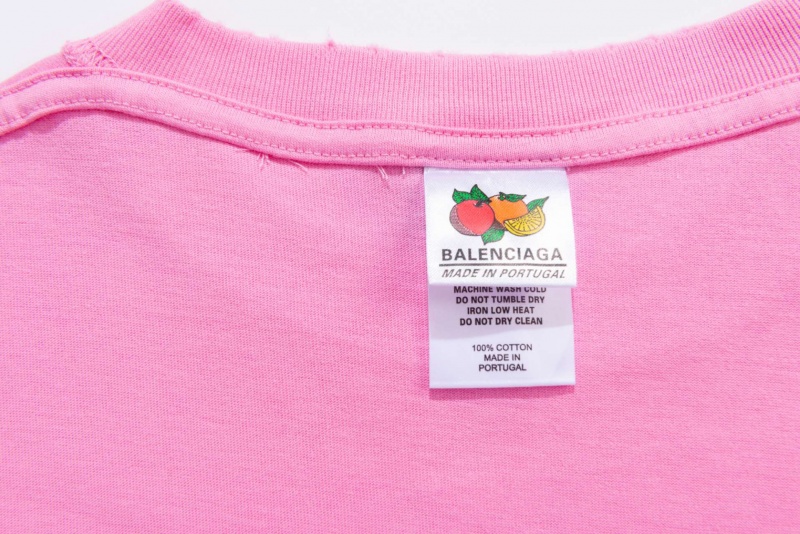 BALENCIAGA
MADE IN PORTUGAL
MACHINE WASH COLD
DO NOT TUMBLE DRY
IRON LOW HEAT
DO NOT DRY CLEAN
100% COTTON
MADE IN
PORTUGAL